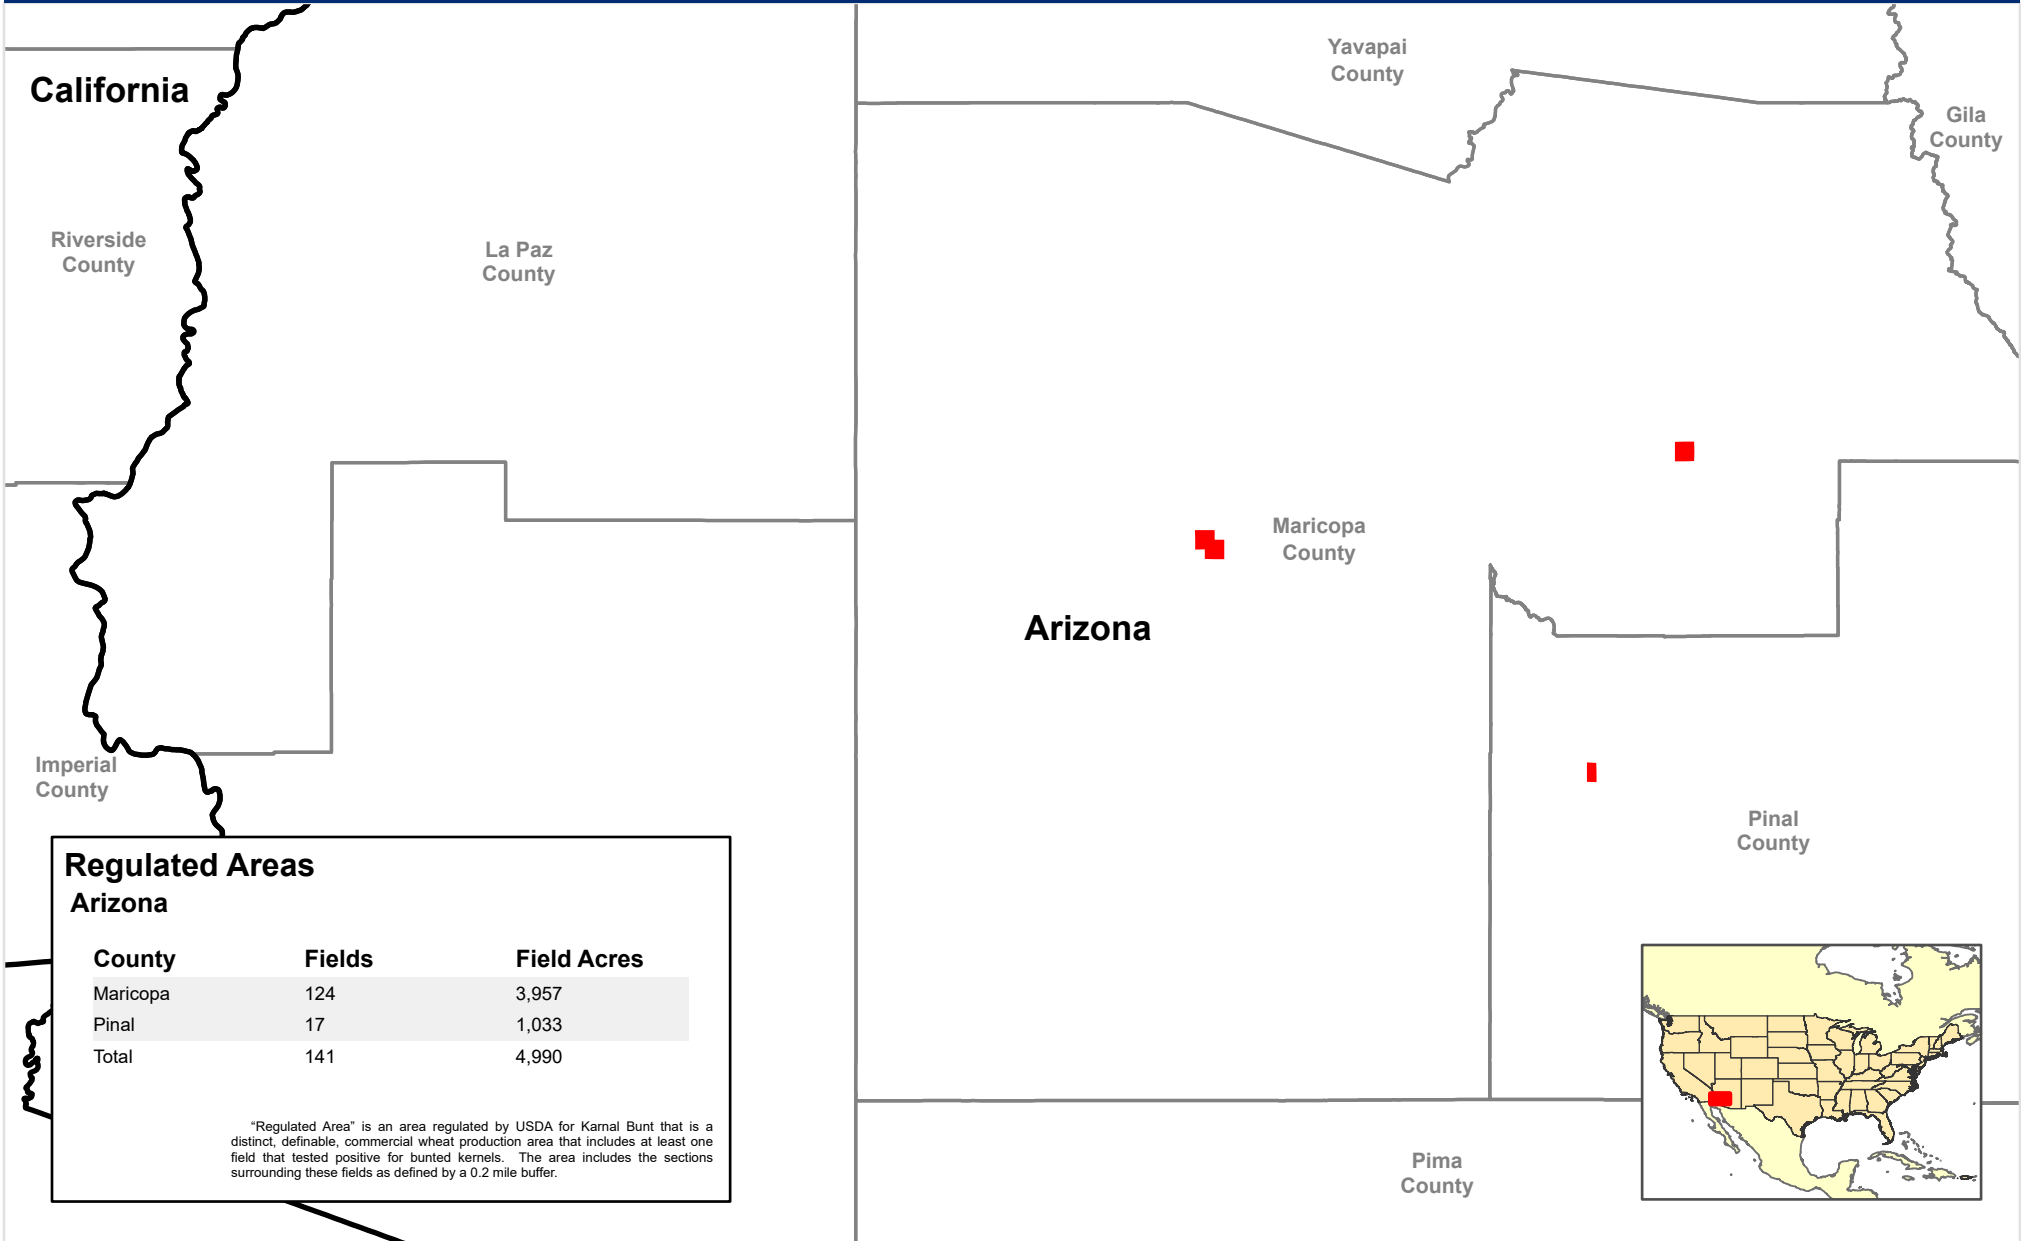 California
Yavapai
County
Gila
County
Riverside
County
La Paz
County
Maricopa
County
Arizona
Imperial
County
Pinal
County
Pima
County
Regulated Areas
Arizona
County Fields Field Acres
Maricopa 124 3,957
Pinal 17 1,033
Total 141 4,990
“Regulated Area” is an area regulated by USDA for Karnal Bunt that is a
distinct, definable, commercial wheat production area that includes at least one
field that tested positive for bunted kernels. The area includes the sections
surrounding these fields as defined by a 0.2 mile buffer.